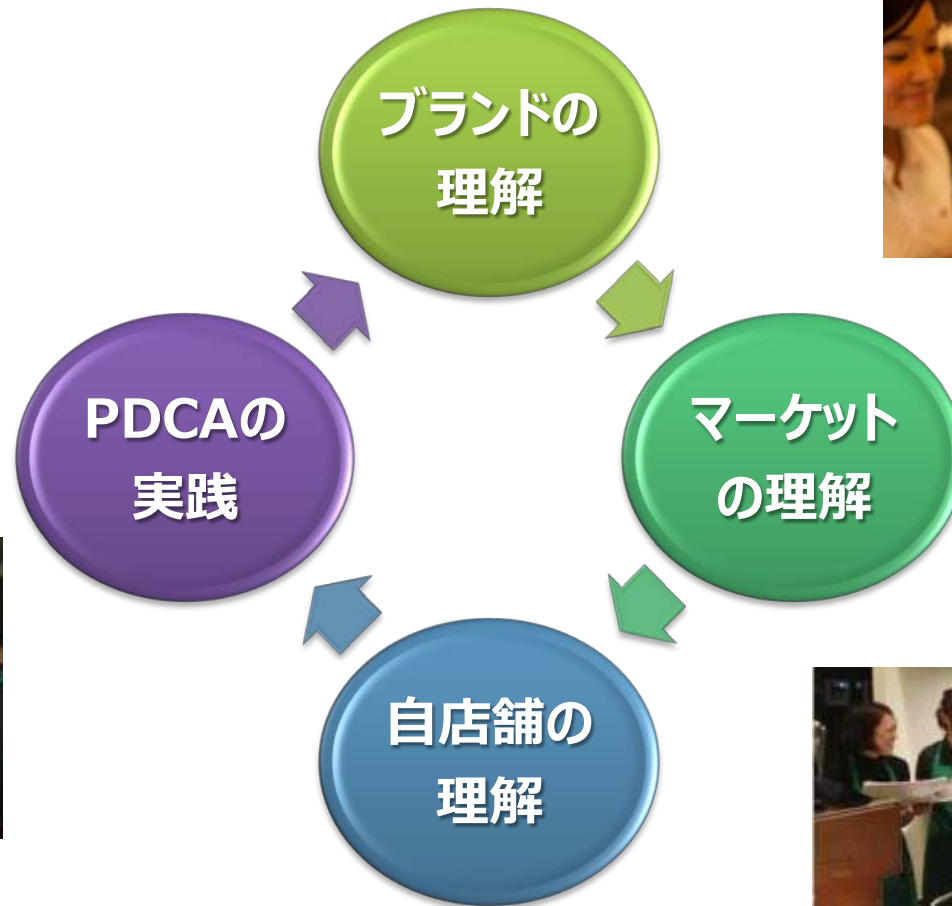 ブランドの
理解
マーケット
の理解
自店舗の
理解
PDCAの
実践